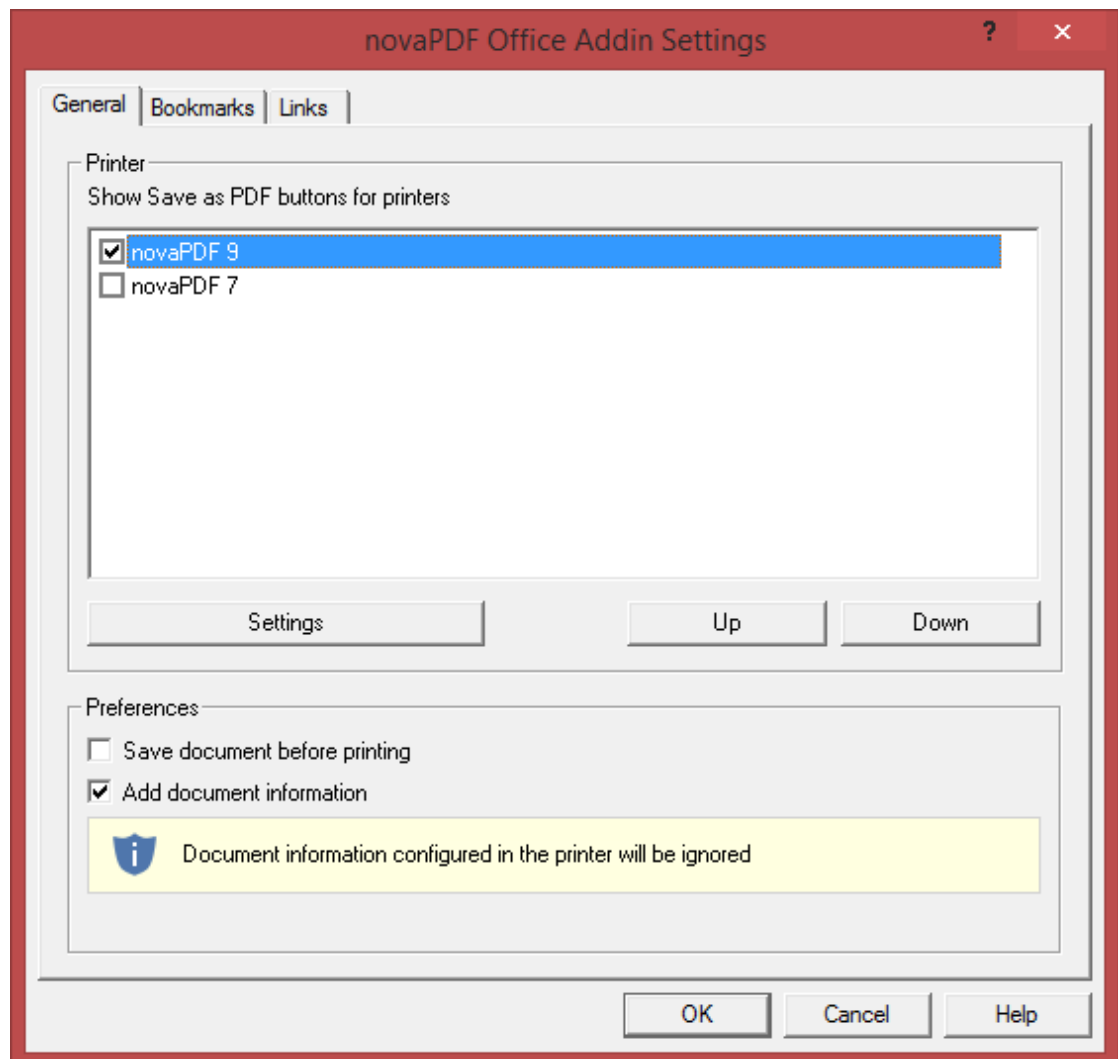 novaPDF Office Addin Settings
?
General
Bookmarks
Links
Printer
Show Save as PDF buttons for printers
novaPDF 9
novaPDF 7
Settings
Up
Down
Preferences
Save document before printing
Add document information
Document information configured in the printer will be ignored
OK
Cancel
Help